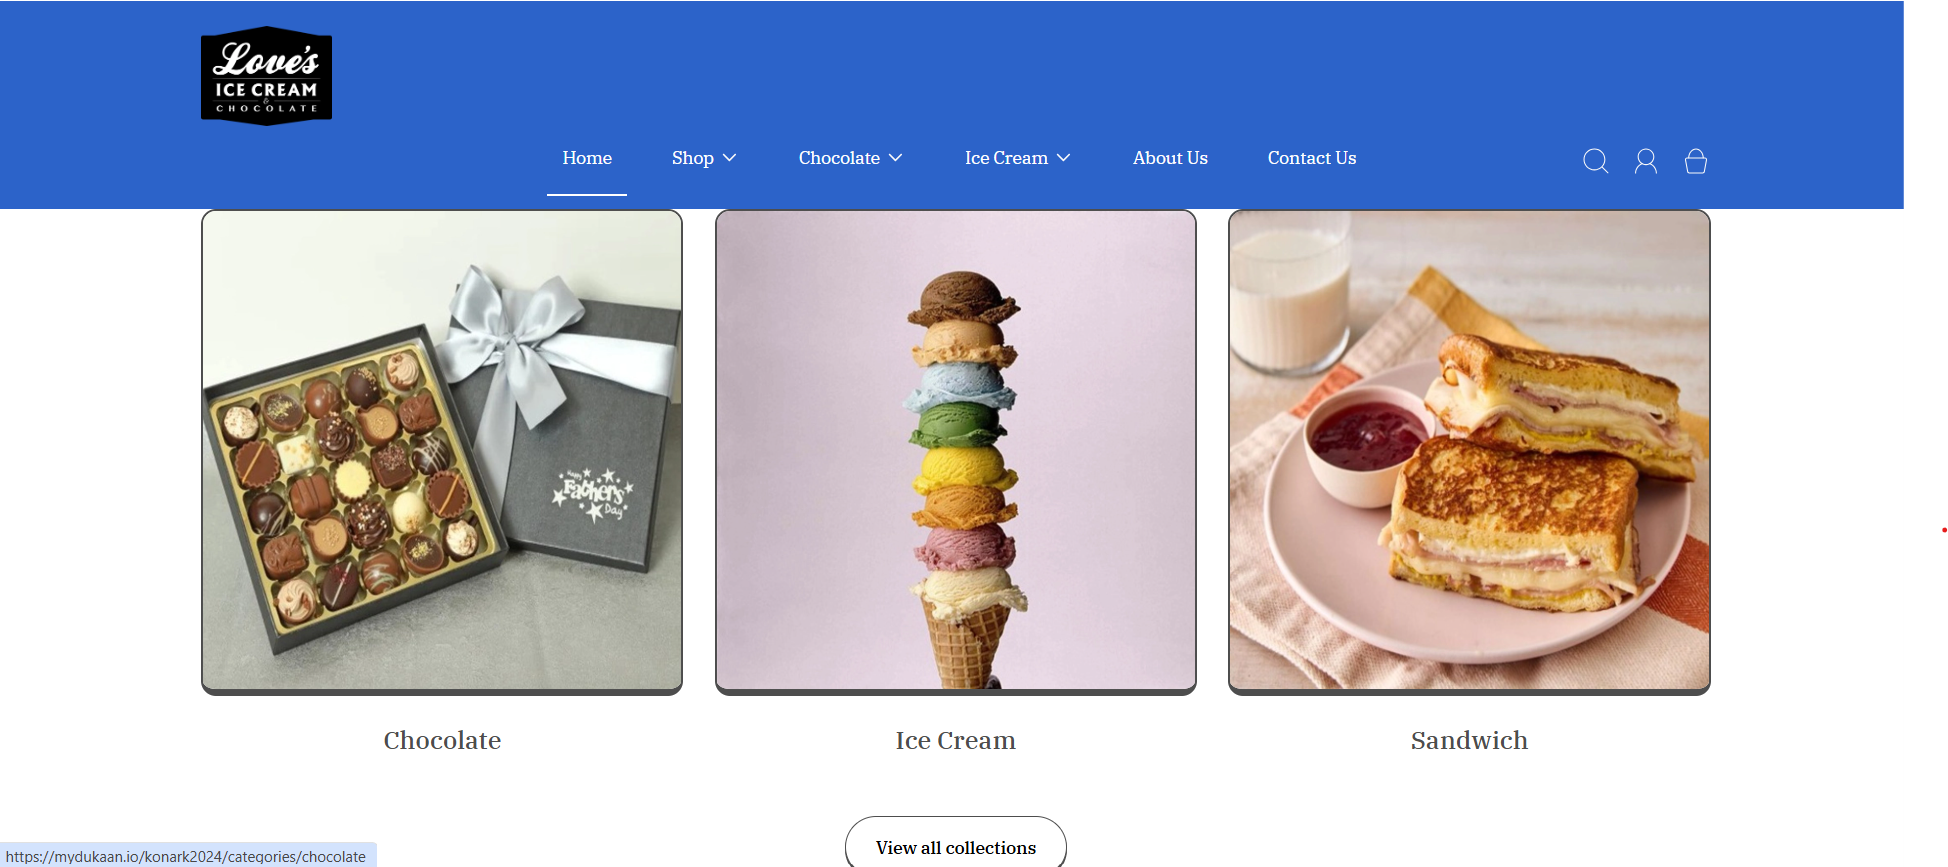 Love's
ICE CREAM
&
CHOCOLATE
Home
Shop
Chocolate
Ice Cream
About Us
Contact Us
Happy
Fathers
Day
Chocolate
Ice Cream
Sandwich
View all collections
https://mydukaan.io/konark2024/categories/chocolate